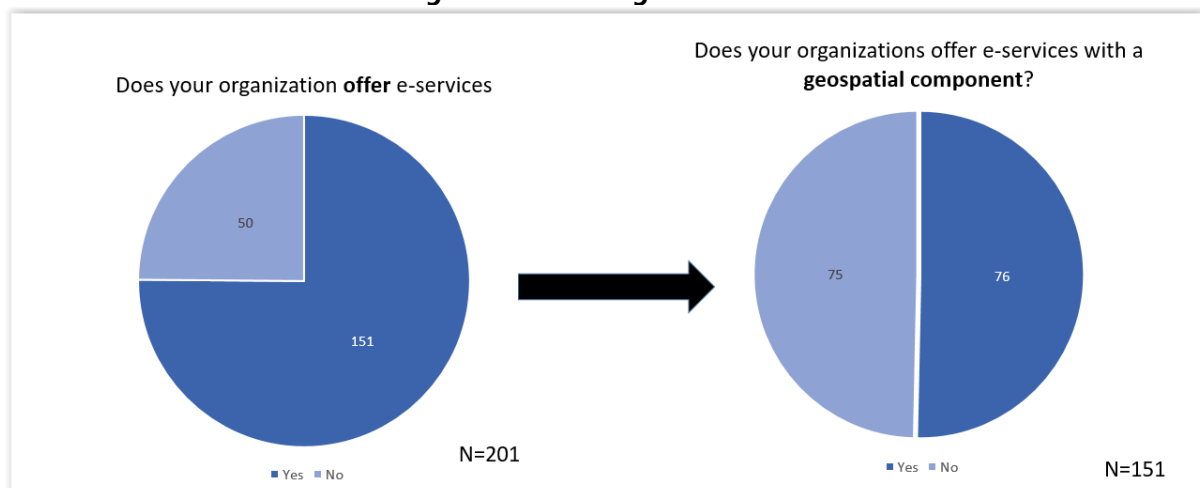 Does your organization offer e-services
50
151
N=201
Yes No
Does your organizations offer e-services with a
geospatial component?
75
76
Yes No
N=151